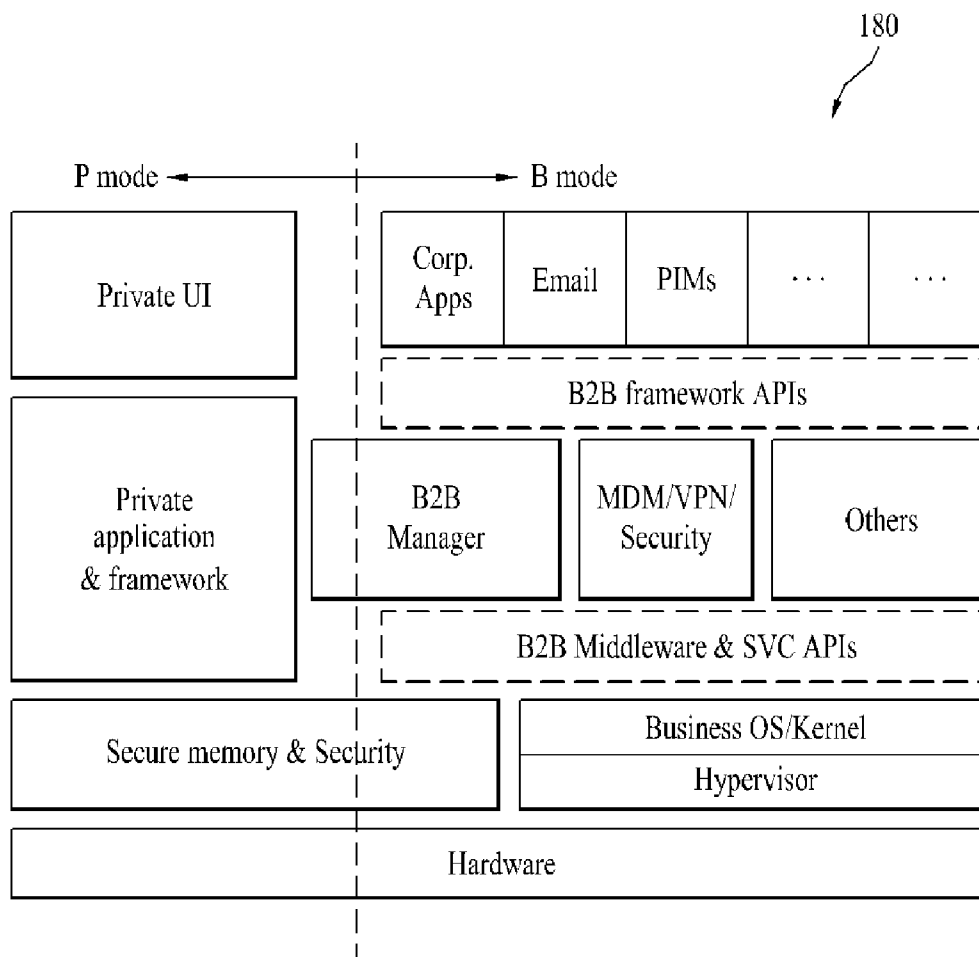 180
P mode
B mode
Private UI
Corp.
Apps
Email
PIMs
...
...
B2B framework APIs
Private
application
& framework
B2B
Manager
MDM/VPN/
Security
Others
B2B Middleware & SVC APIs
Secure memory & Security
Business OS/Kernel
Hypervisor
Hardware